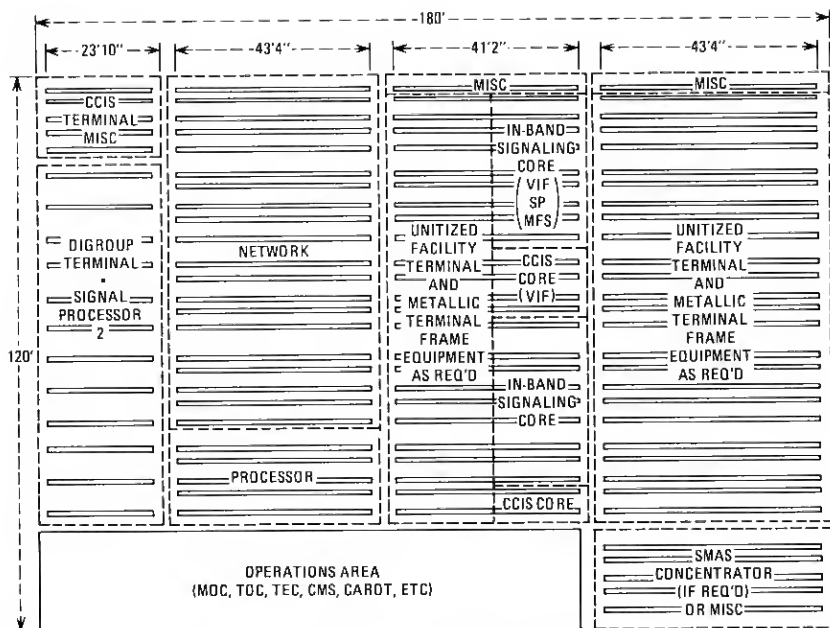 180'
23'10"
43'4"
41'2"
43'4"
120'
CCIS
TERMINAL
MISC
DIGROUP
TERMINAL
•
SIGNAL
PROCESSOR
2
NETWORK
PROCESSOR
MISC
UNITIZED
FACILITY
TERMINAL
AND
METALLIC
TERMINAL
FRAME
EQUIPMENT
AS REQ'D
IN-BAND
SIGNALING
CORE
(VIF
SP
MFS)
CCIS
CORE
(VIF)
IN-BAND
SIGNALING
CORE
CCIS CORE
MISC
UNITIZED
FACILITY
TERMINAL
AND
METALLIC
TERMINAL
FRAME
EQUIPMENT
AS REQ'D
OPERATIONS AREA
(MOC, TOC, TEC, CMS, CAROT, ETC)
SMAS
CONCENTRATOR
(IF REQ'D)
OR MISC